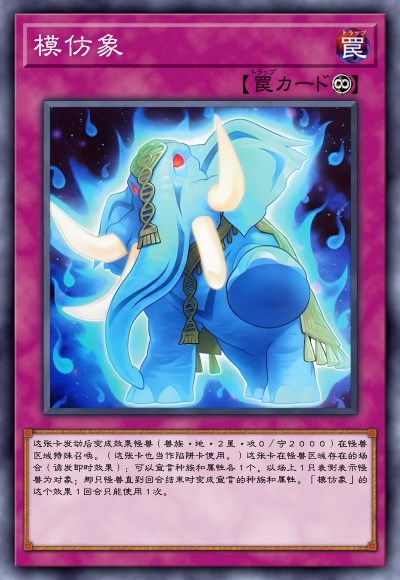 模仿象
トラップ
罠
トラップ
【罠カード】
这张卡发动后变成效果怪兽（兽族·地·2星·攻0／守2000）在怪兽
区域特殊召唤。（这张卡也当作陷阱卡使用。）这张卡在怪兽区域存在的场
合（诱发即时效果）：可以宣言种族和属性各1个，以场上1只表侧表示怪
兽为对象；那只怪兽直到回合结束时变成宣言的种族和属性。「模仿象」的
这个效果1回合只能使用1次。